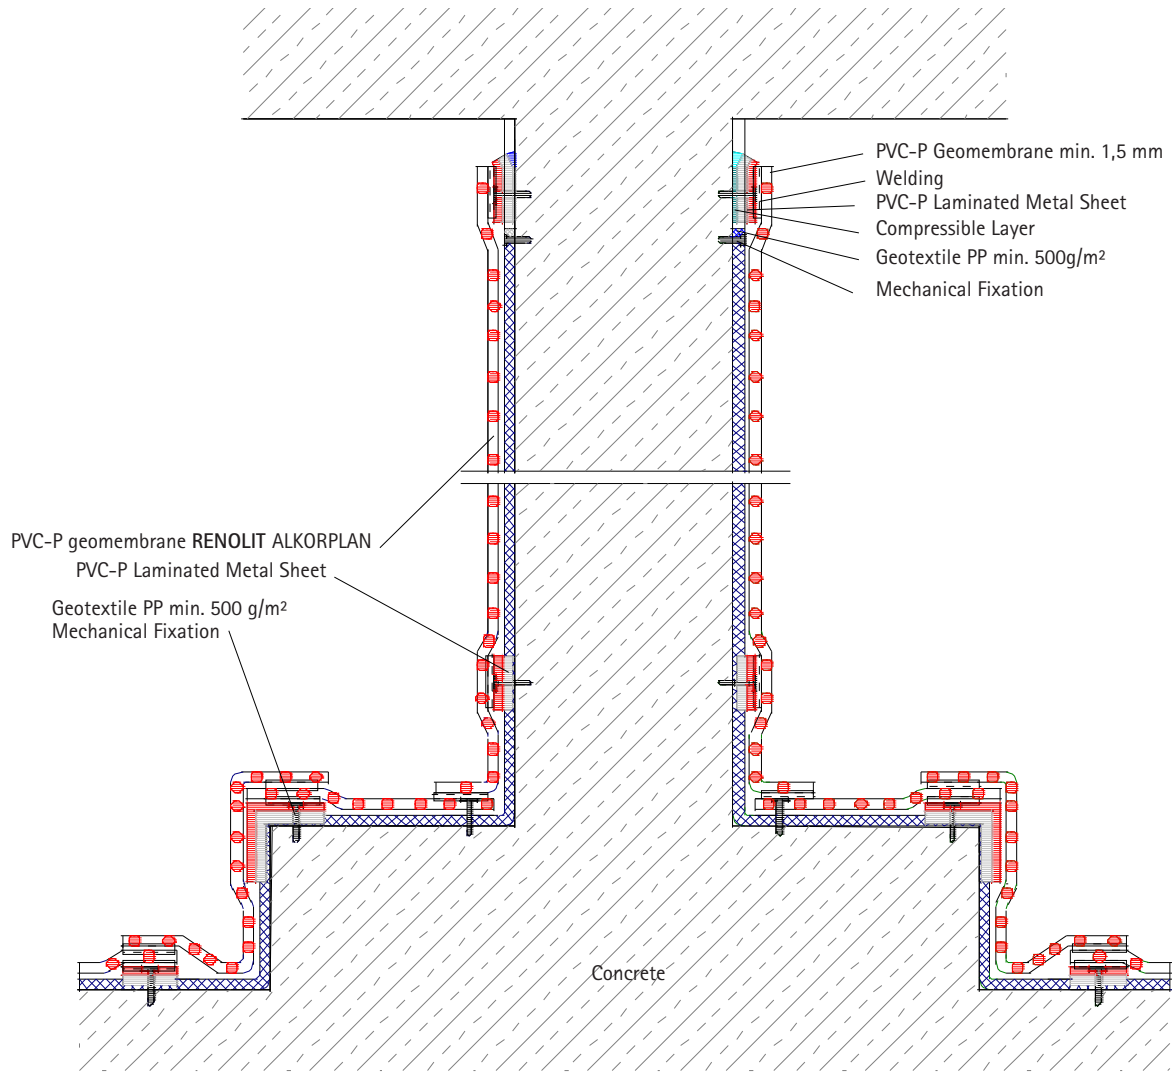 PVC-P Geomembrane min. 1,5 mm
Welding
PVC-P Laminated Metal Sheet
Compressible Layer
Geotextile PP min. 500g/m²
Mechanical Fixation
PVC-P geomembrane RENOLIT ALKORPLAN
PVC-P Laminated Metal Sheet
Geotextile PP min. 500 g/m²
Mechanical Fixation
Concrete